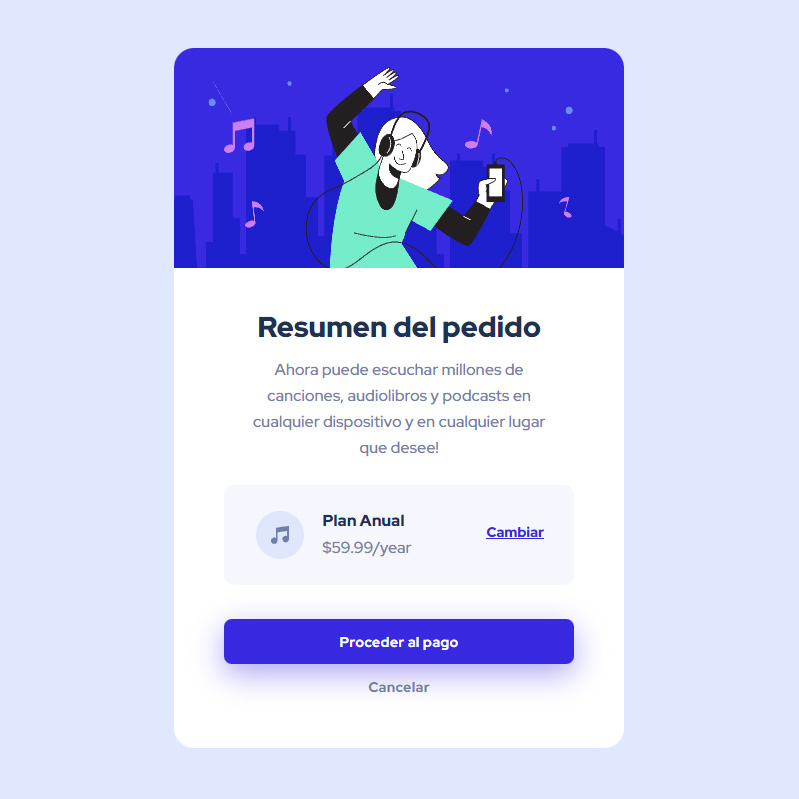 Resumen del pedido
Ahora puede escuchar millones de
canciones, audiolibros y podcasts en
cualquier dispositivo y en cualquier lugar
que desee!
Plan Anual
$59.99/year
Cambiar
Proceder al pago
Cancelar